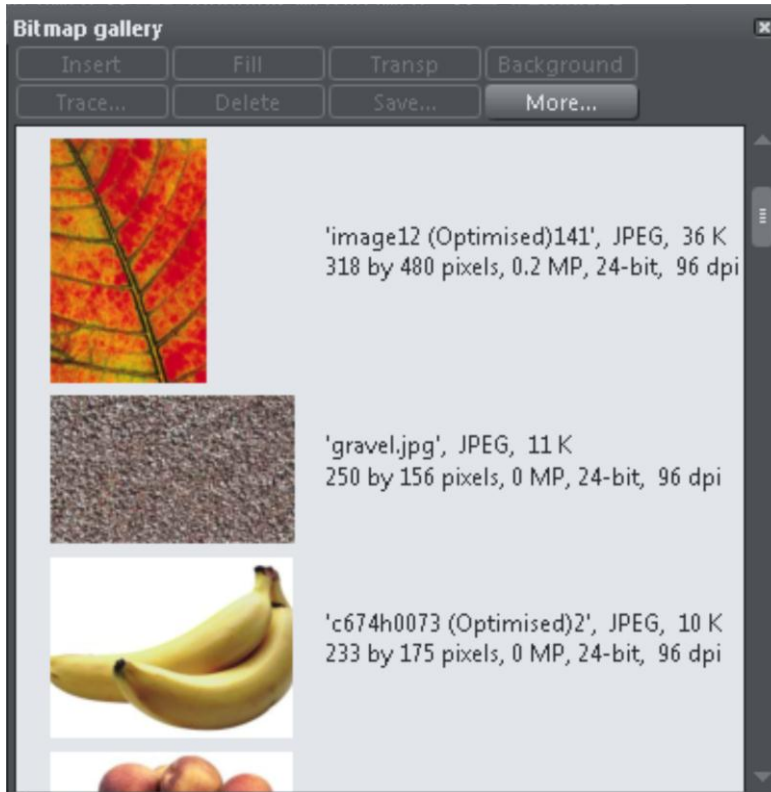 Bitmap gallery
Insert Fill Transp Background
Trace... Delete Save... More...
'image12 (Optimised)141', JPEG, 36 K
318 by 480 pixels, 0.2 MP, 24-bit, 96 dpi
'gravel.jpg', JPEG, 11 K
250 by 156 pixels, 0 MP, 24-bit, 96 dpi
'c674h0073 (Optimised)2', JPEG, 10 K
233 by 175 pixels, 0 MP, 24-bit, 96 dpi